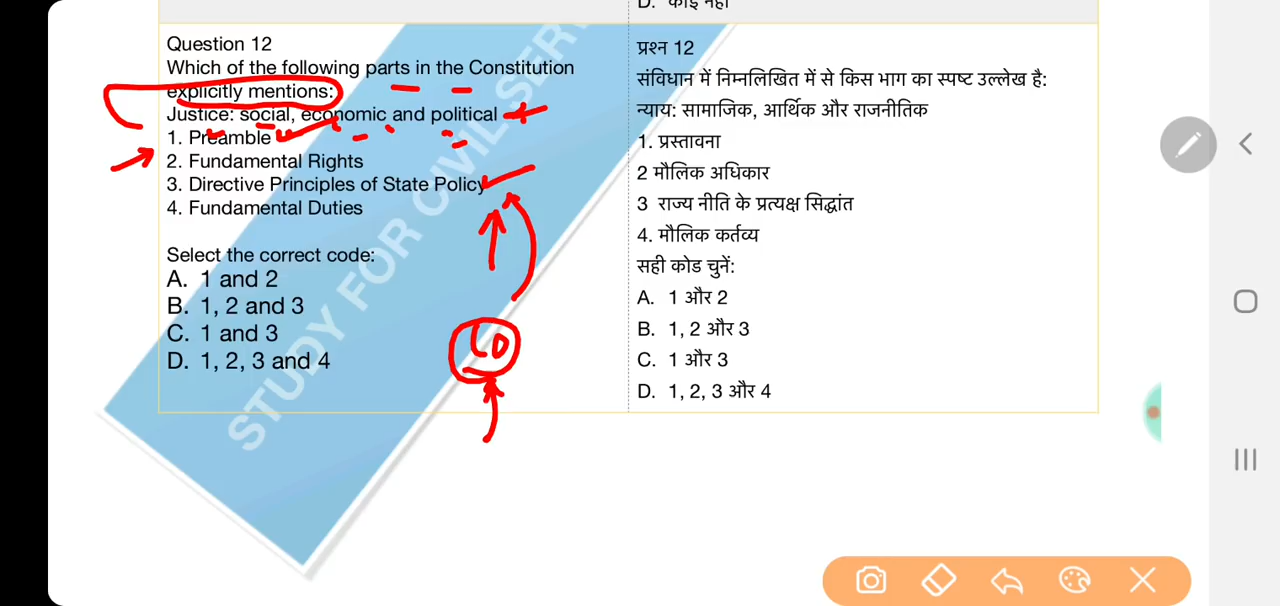 D. कोई नहीं
Question 12
Which of the following parts in the Constitution
explicitly mentions:
Justice: social, economic and political
1. Preamble
2. Fundamental Rights
3. Directive Principles of State Policy
4. Fundamental Duties
Select the correct code:
A. 1 and 2
B. 1, 2 and 3
C. 1 and 3
D. 1, 2, 3 and 4
प्रश्न 12
संविधान में निम्नलिखित में से किस भाग का स्पष्ट उल्लेख है:
न्याय: सामाजिक, आर्थिक और राजनीतिक
1. प्रस्तावना
2 मौलिक अधिकार
3 राज्य नीति के प्रत्यक्ष सिद्धांत
4. मौलिक कर्तव्य
सही कोड चुनें:
A. 1 और 2
B. 1, 2 और 3
C. 1 और 3
D. 1, 2, 3 और 4
STUDY FOR CIVIL SERV